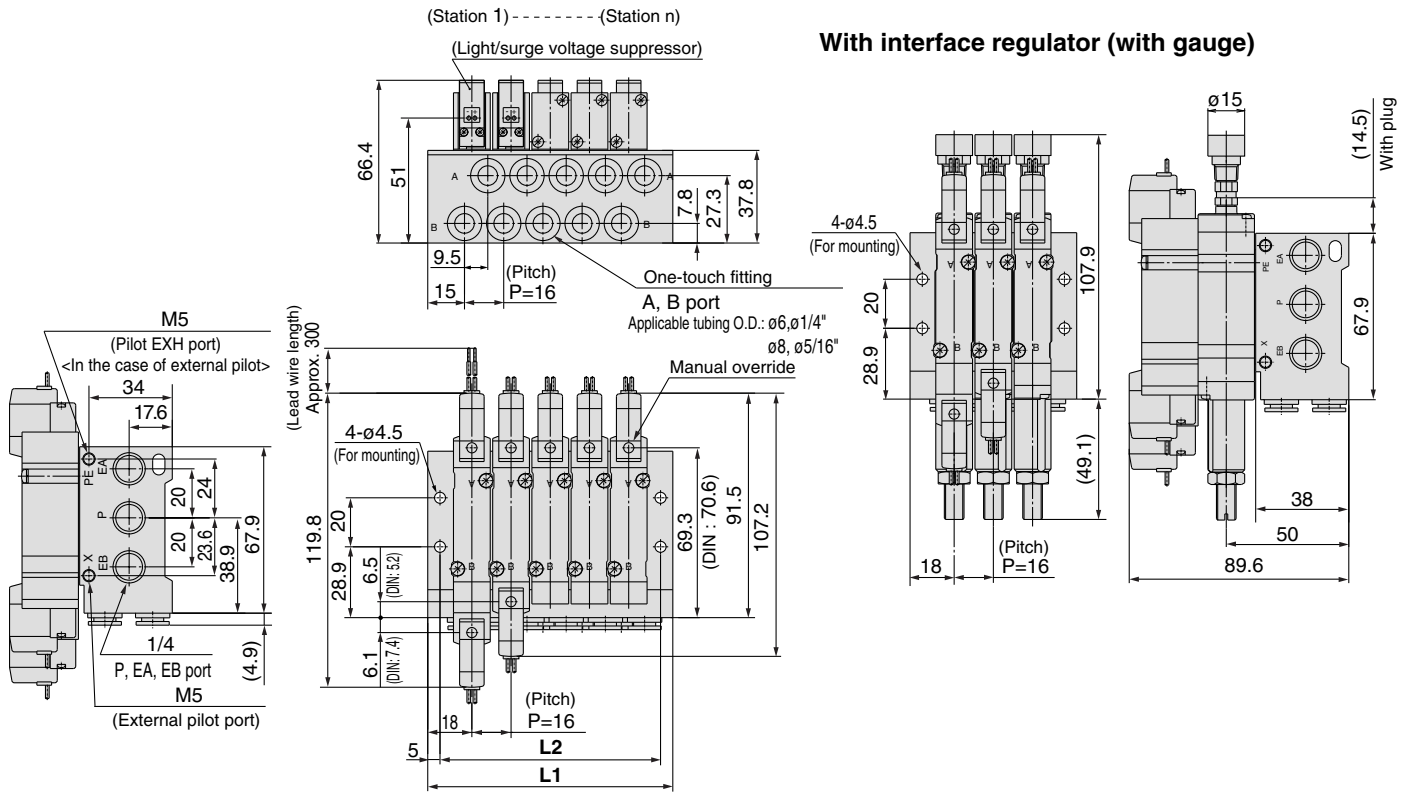 (Station 1) - - - - - - - - (Station n)
(Light/surge voltage suppressor)
66.4
51
A
A
B
B
7.8
27.3
37.8
9.5
15
(Pitch)
P=16
One-touch fitting
A, B port
Applicable tubing O.D.: ø6,ø1/4"
ø8, ø5/16"
M5
(Pilot EXH port)
<In the case of external pilot>
34
17.6
PE
EA
P
X
EB
20
20
24
23.6
38.9
67.9
(4.9)
1/4
P, EA, EB port
M5
(External pilot port)
(Lead wire length)
Approx. 300
Manual override
4-ø4.5
(For mounting)
119.8
20
28.9
6.5
(DIN: 5.2)
6.1
(DIN: 7.4)
A
A
A
A
A
B
B
B
B
B
69.3
(DIN : 70.6)
91.5
107.2
18
(Pitch)
P=16
5
L2
L1
With interface regulator (with gauge)
4-ø4.5
(For mounting)
20
28.9
A
A
A
B
B
B
107.9
(49.1)
18
(Pitch)
P=16
ø15
(14.5)
With plug
PE
EA
P
X
EB
67.9
38
50
89.6